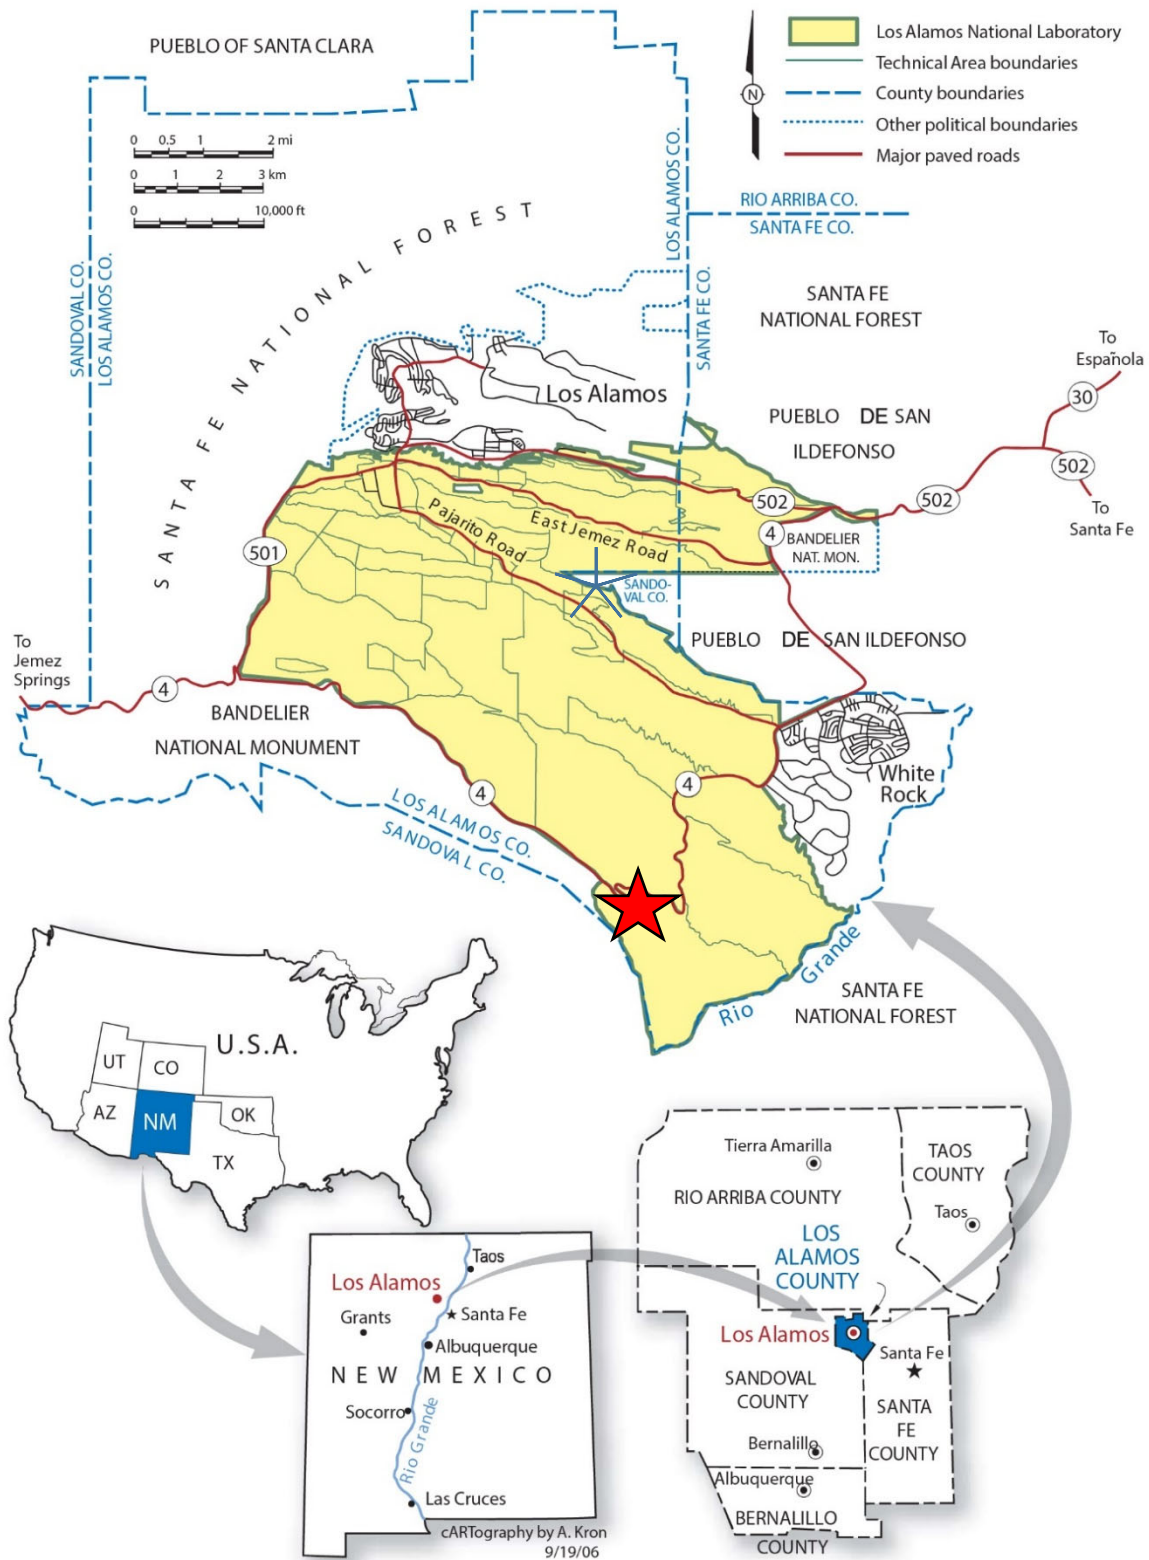 PUEBLO OF SANTA CLARA
Los Alamos National Laboratory
Technical Area boundaries
County boundaries
Other political boundaries
Major paved roads
N
0 0.5 1 2 mi
0 1 2 3 km
0 10,000 ft
SANTA FE NATIONAL FOREST
SANDOVAL CO.
LOS ALAMOS CO.
LOS ALAMOS CO.
SANTA FE CO.
RIO ARRIBA CO.
SANTA FE CO.
SANTA FE
NATIONAL FOREST
To
Española
30
Los Alamos
PUEBLO DE SAN
ILDEFONSO
502
To
Santa Fe
502
502
4
BANDELIER
NAT. MON.
East Jemez Road
Pajarito Road
501
SANDO-
VAL CO.
PUEBLO DE SAN ILDEFONSO
To
Jemez
Springs
4
BANDELIER
NATIONAL MONUMENT
4
4
White
Rock
LOS ALAMOS CO.
SANDOVAL CO.
Rio Grande
SANTA FE
NATIONAL FOREST
U.S.A.
UT
CO
AZ
NM
OK
TX
Taos
Los Alamos
Santa Fe
Grants
Albuquerque
NEW MEXICO
Socorro
Rio Grande
Las Cruces
cARTography by A. Kron
9/19/06
Tierra Amarilla
RIO ARRIBA COUNTY
TAOS
COUNTY
Taos
LOS
ALAMOS
COUNTY
Los Alamos
Santa Fe
SANDOVAL
COUNTY
SANTA
FE
COUNTY
Bernalillo
Albuquerque
BERNALILLO
COUNTY